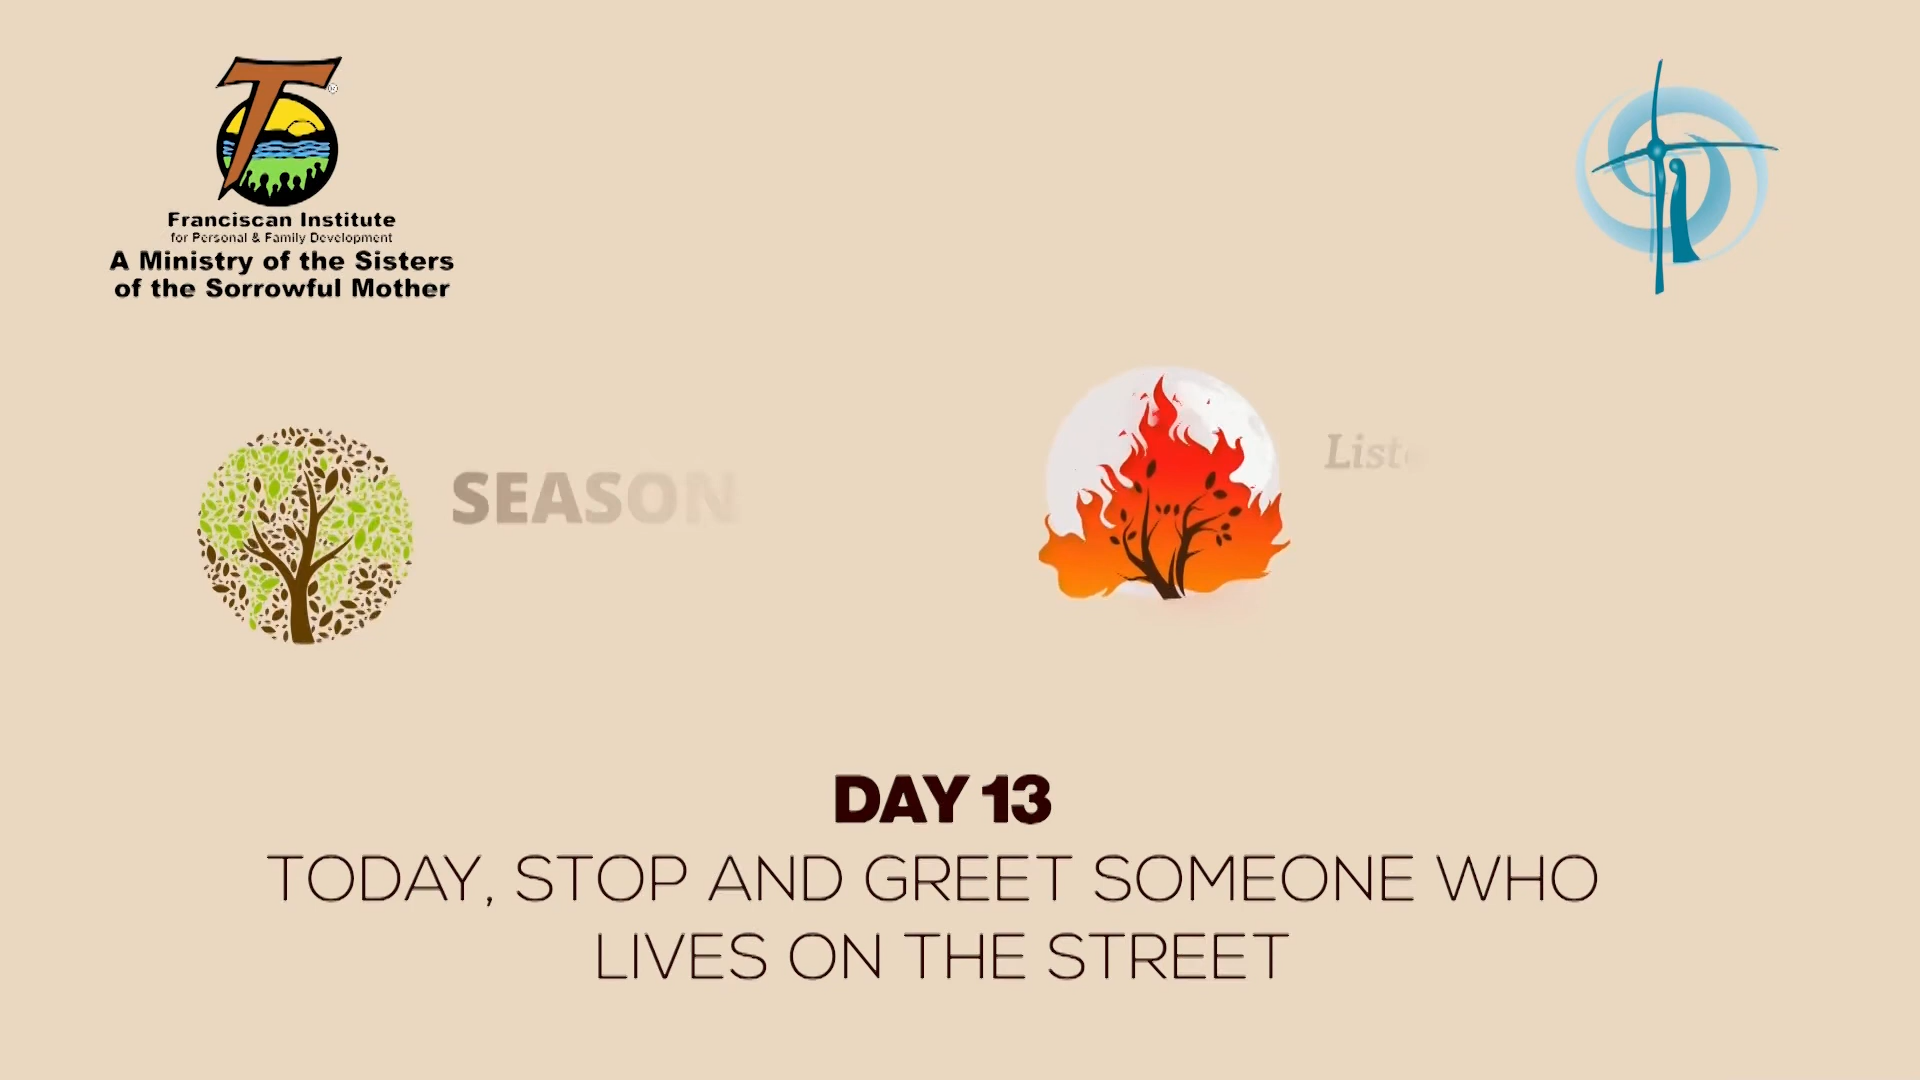 Franciscan Institute
for Personal & Family Development
A Ministry of the Sisters
of the Sorrowful Mother
SEASON
DAY 13
TODAY, STOP AND GREET SOMEONE WHO
LIVES ON THE STREET